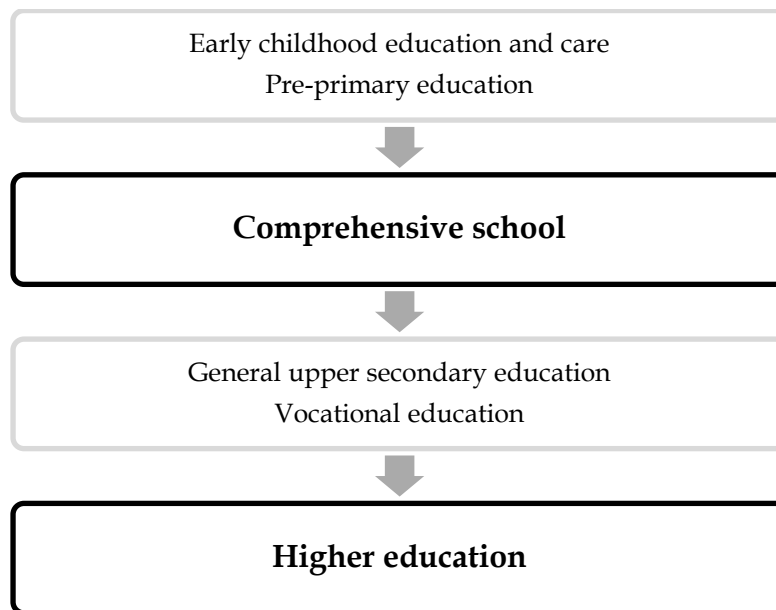 Early childhood education and care
Pre-primary education
Comprehensive school
General upper secondary education
Vocational education
Higher education